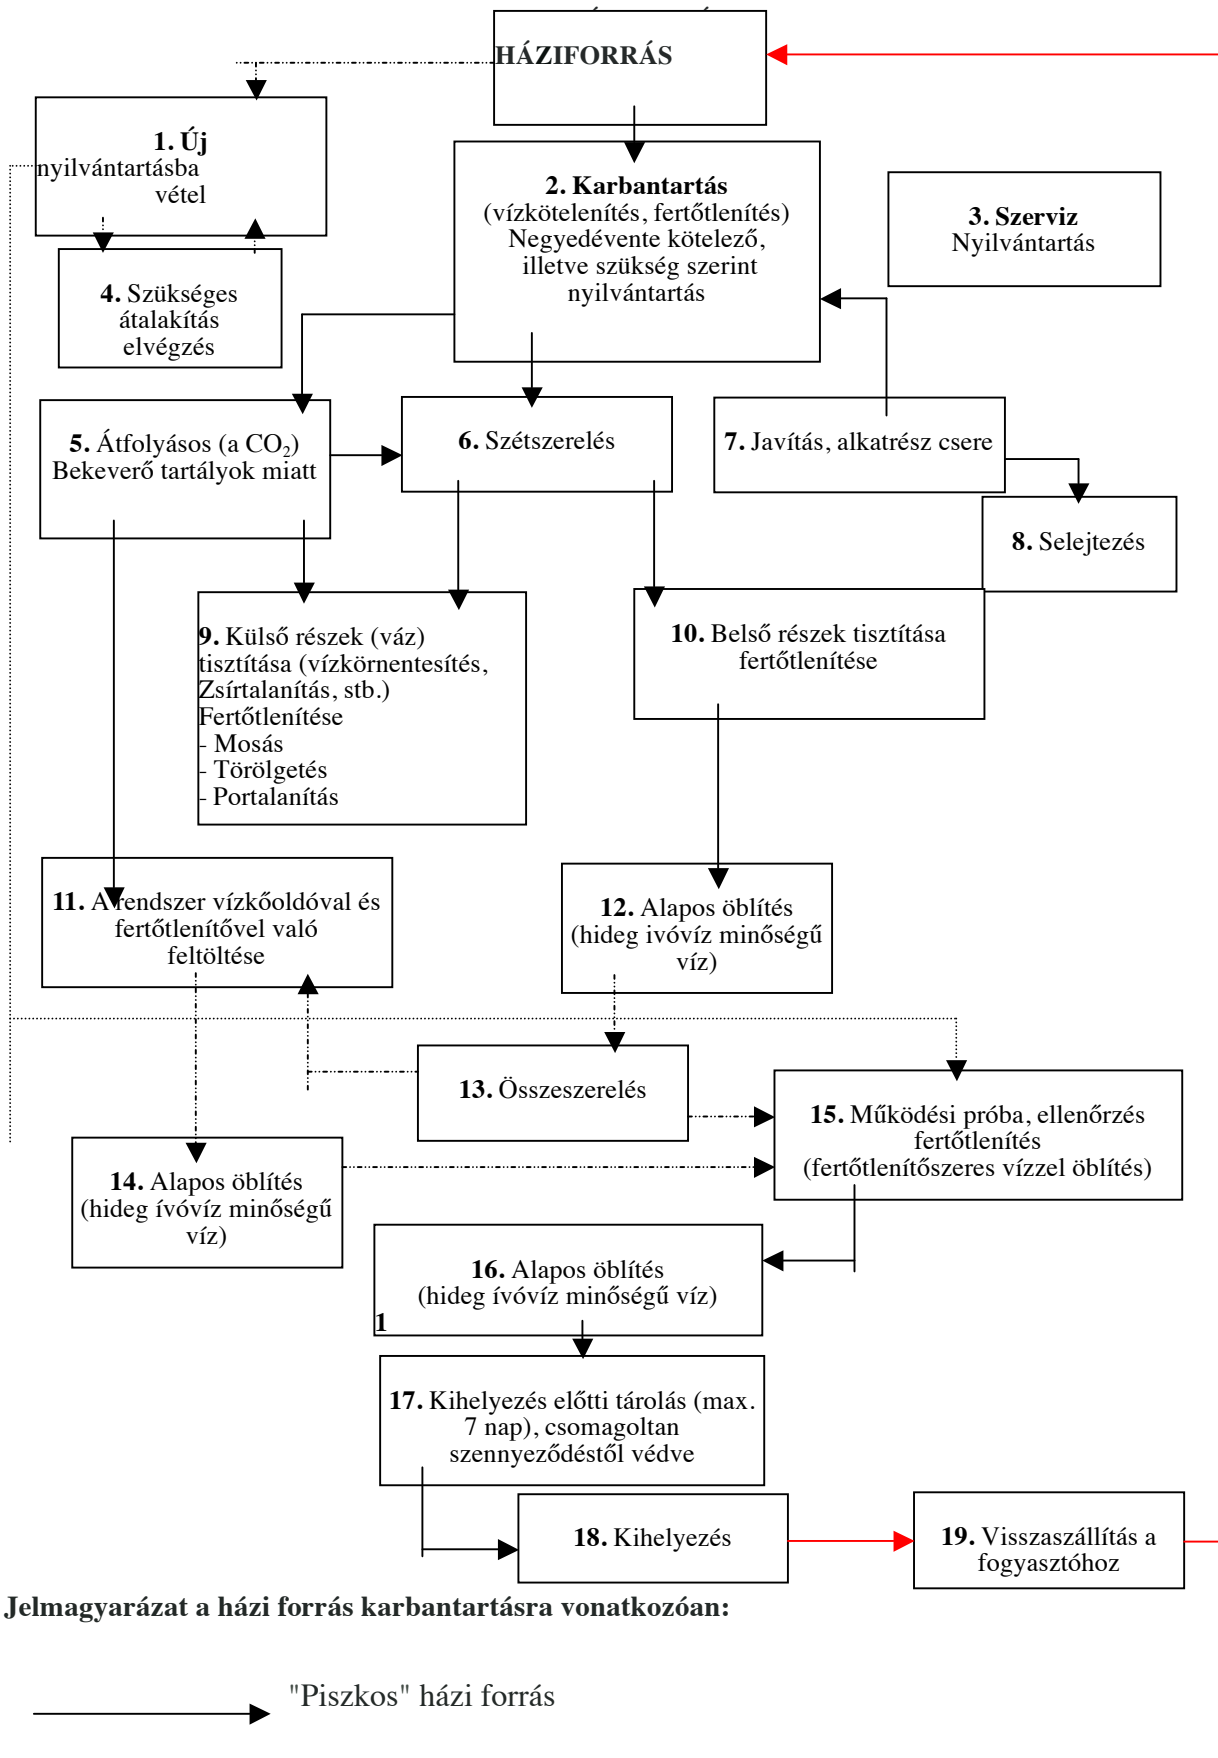 HÁZIFORRÁS
1. Új
nyilvántartásba
vétel
2. Karbantartás
(vízkötelenítés, fertőtlenítés)
Negyedévente kötelező,
illetve szükség szerint
nyilvántartás
3. Szerviz
Nyilvántartás
4. Szükséges
átalakítás
elvégzés
5. Átfolyásos (a CO₂)
Bekeverő tartályok miatt
6. Szétszerelés
7. Javítás, alkatrész csere
8. Selejtezés
9. Külső részek (váz)
tisztítása (vízkörnentesítés,
Zsírtalanítás, stb.)
Fertőtlenítése
- Mosás
- Törölgetés
- Portalanítás
10. Belső részek tisztítása
fertőtlenítése
11. A rendszer vízkőoldóval és
fertőtlenítővel való
feltöltése
12. Alapos öblítés
(hideg ivóvíz minőségű
víz)
13. Összeszerelés
14. Alapos öblítés
(hideg ívóvíz minőségű
víz)
15. Működési próba, ellenőrzés
fertőtlenítés
(fertőtlenítőszeres vízzel öblítés)
16. Alapos öblítés
(hideg ívóvíz minőségű víz)
1
17. Kihelyezés előtti tárolás (max.
7 nap), csomagoltan
szennyeződéstől védve
18. Kihelyezés
19. Visszaszállítás a
fogyasztóhoz
Jelmagyarázat a házi forrás karbantartásra vonatkozóan:
"Piszkos" házi forrás